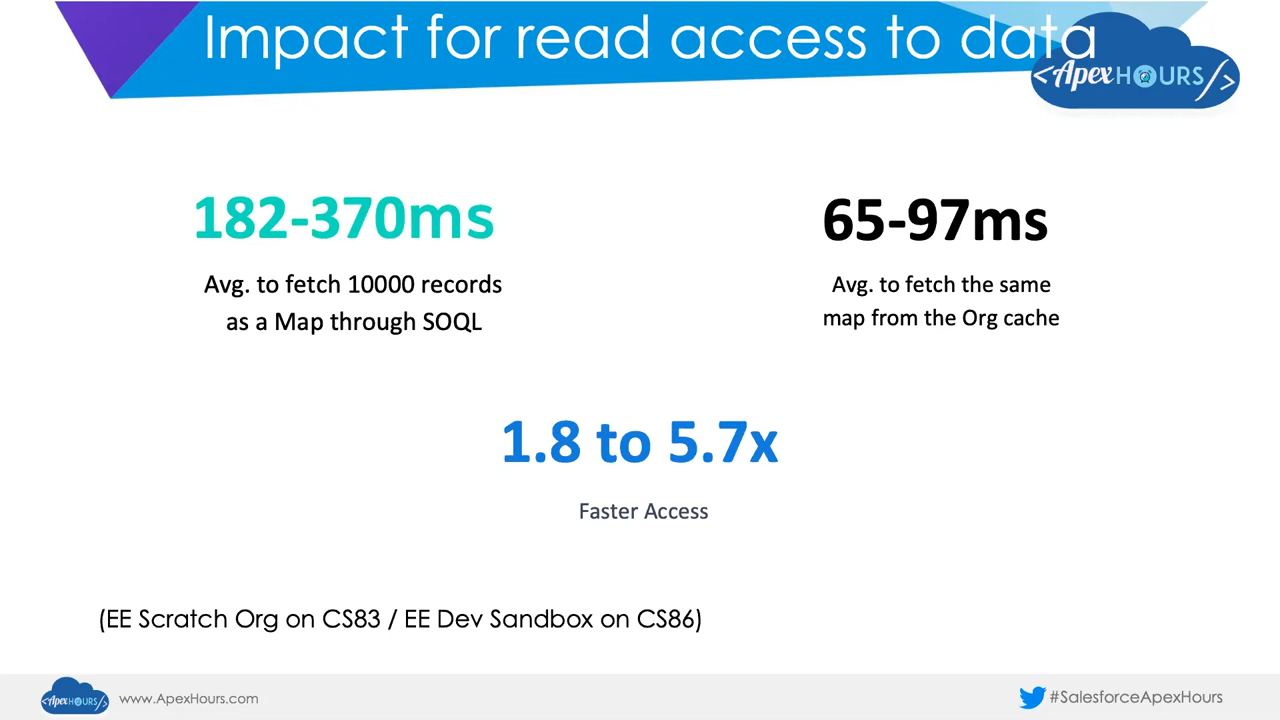 Impact for read access to data
<ApexHOURS/>
182-370ms
Avg. to fetch 10000 records
as a Map through SOQL
65-97ms
Avg. to fetch the same
map from the Org cache
1.8 to 5.7x
Faster Access
(EE Scratch Org on CS83 / EE Dev Sandbox on CS86)
<ApexHOURS/>
www.ApexHours.com
#SalesforceApexHours